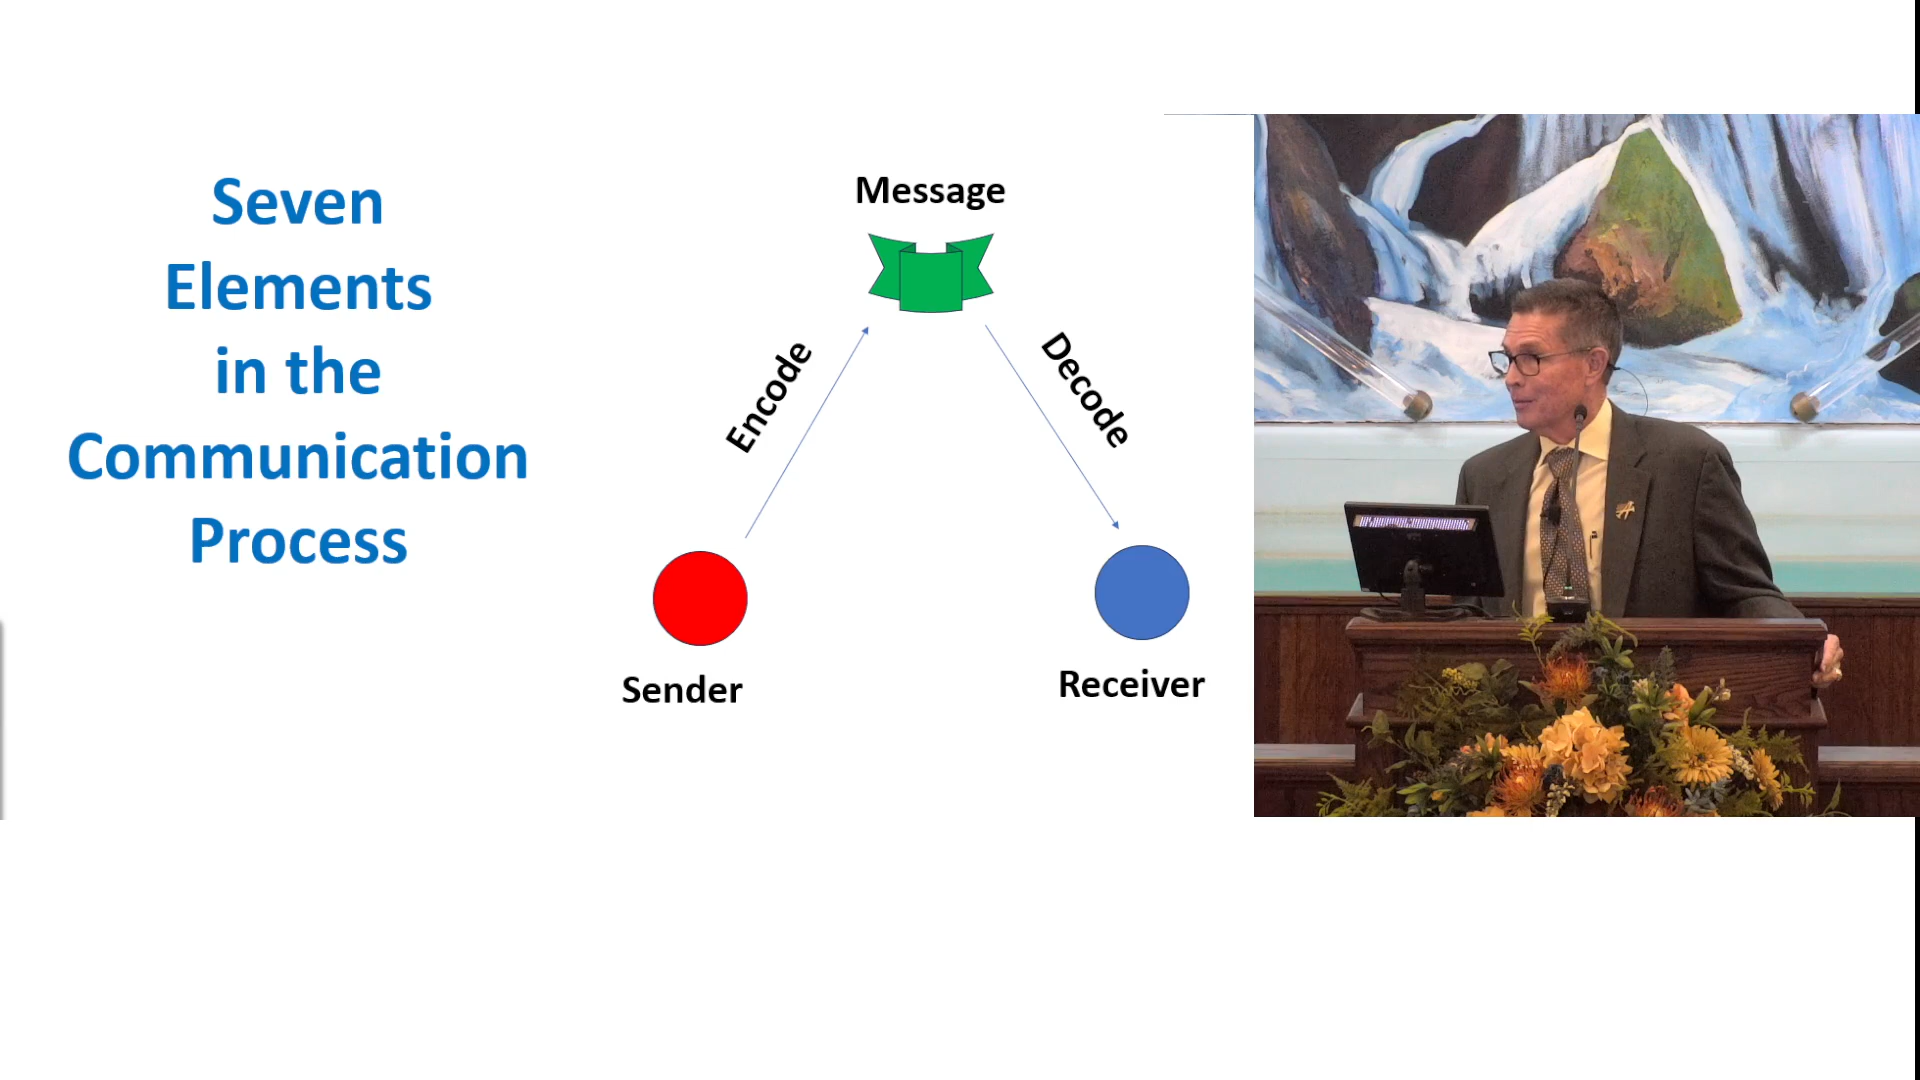 Seven
Elements
in the
Communication
Process
Message
Encode
Decode
Sender
Receiver